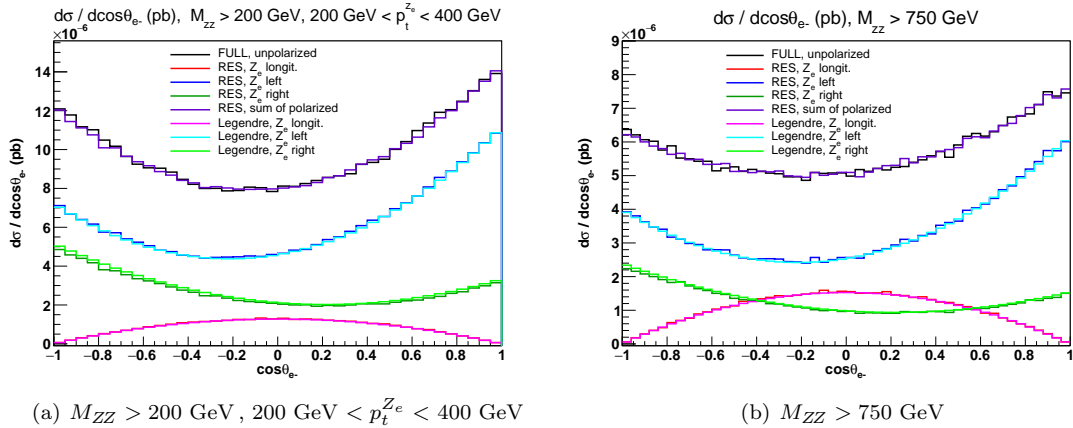 dσ / dcosθe- (pb),  Mzz > 200 GeV, 200 GeV < ptZe < 400 GeV
×10−6
14
12
10
8
6
4
2
0
dσ / dcosθe- (pb)
FULL, unpolarized
RES, Ze longit.
RES, Ze left
RES, Ze right
RES, sum of polarized
Legendre, Ze longit.
Legendre, Ze left
Legendre, Ze right
−1 −0.8 −0.6 −0.4 −0.2 0 0.2 0.4 0.6 0.8 1
cosθe-
(a) MZZ > 200 GeV , 200 GeV < ptZe < 400 GeV
dσ / dcosθe- (pb), Mzz > 750 GeV
×10−6
9
8
7
6
5
4
3
2
1
0
dσ / dcosθe- (pb)
FULL, unpolarized
RES, Ze longit.
RES, Ze left
RES, Ze right
RES, sum of polarized
Legendre, Ze longit.
Legendre, Ze left
Legendre, Ze right
−1 −0.8 −0.6 −0.4 −0.2 0 0.2 0.4 0.6 0.8 1
cosθe-
(b) MZZ > 750 GeV